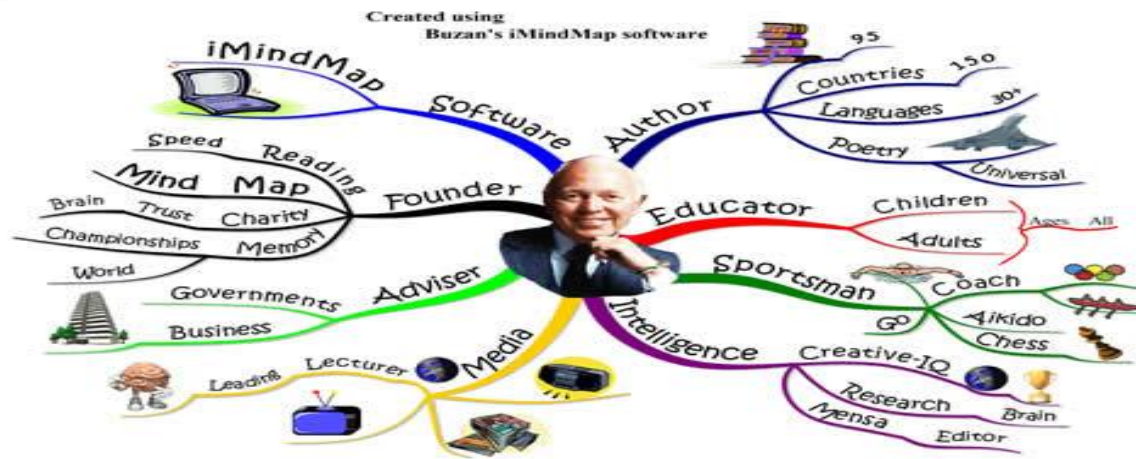 Created using
Buzan's iMindMap software
iMindMap
Software
Speed Reading
Mind Map
Founder
Brain Trust Charity
Championships Memory
World
Adviser
Governments
Business
Media
Lecturer
Leading
Author
95
Countries 150
Languages 30+
Poetry
Universal
Educator
Children
Adults
Ages All
Sportsman
Coach
Aikido
Chess
Go
Intelligence
Creative-IQ
Research Brain
Mensa Editor